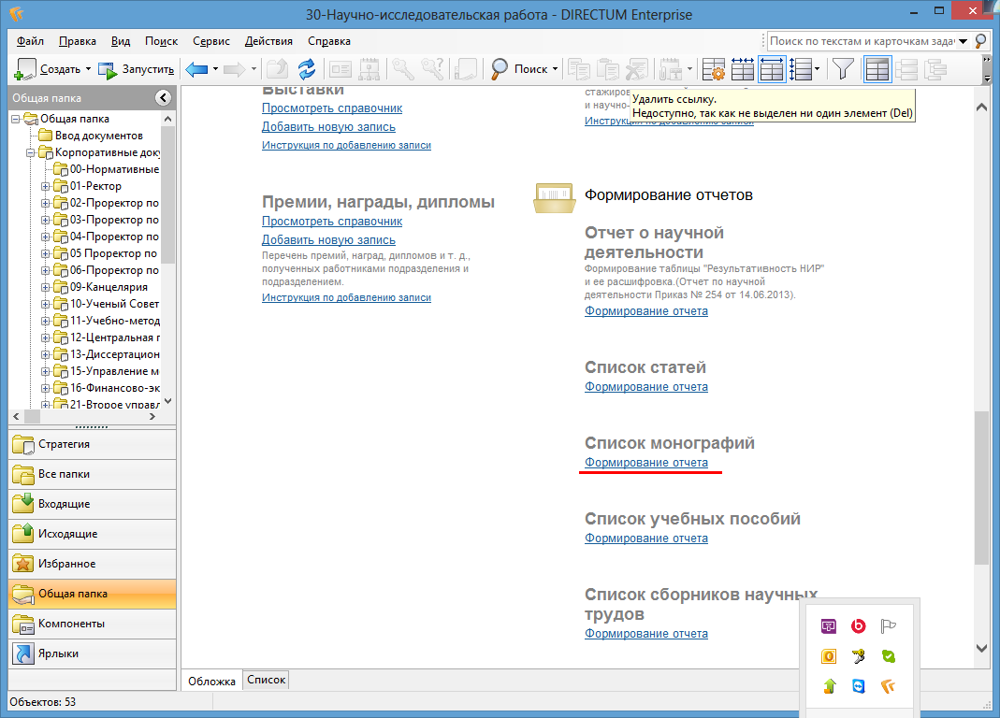 30-Научно-исследовательская работа - DIRECTUM Enterprise
Файл Правка Вид Поиск Сервис Действия Справка
Поиск по текстам и карточкам зада
Создать Запустить Поиск
Общая папка
Общая папка
Ввод документов
Корпоративные доку
00-Нормативные
01-Ректор
02-Проректор по
03-Проректор по
04-Проректор по
05 Проректор по
06-Проректор по
09-Канцелярия
10-Ученый Совет
11-Учебно-метод
12-Центральная п
13-Диссертацион
15-Управление м
16-Финансово-эк
21-Второе управл
Стратегия
Все папки
Входящие
Исходящие
Избранное
Общая папка
Компоненты
Ярлыки
Выставки
Просмотреть справочник
Добавить новую запись
Инструкция по добавлению записи
Премии, награды, дипломы
Просмотреть справочник
Добавить новую запись
Перечень премий, наград, дипломов и т. д.,
полученных работниками подразделения и
подразделением.
Инструкция по добавлению записи
стажиров
и научно-
Инструкция по добавлению записи
Удалить ссылку.
Недоступно, так как не выделен ни один элемент (Del)
Формирование отчетов
Отчет о научной
деятельности
Формирование таблицы "Результативность НИР"
и ее расшифровка.(Отчет по научной
деятельности Приказ № 254 от 14.06.2013).
Формирование отчета
Список статей
Формирование отчета
Список монографий
Формирование отчета
Список учебных пособий
Формирование отчета
Список сборников научных
трудов
Формирование отчета
Обложка Список
Объектов: 53